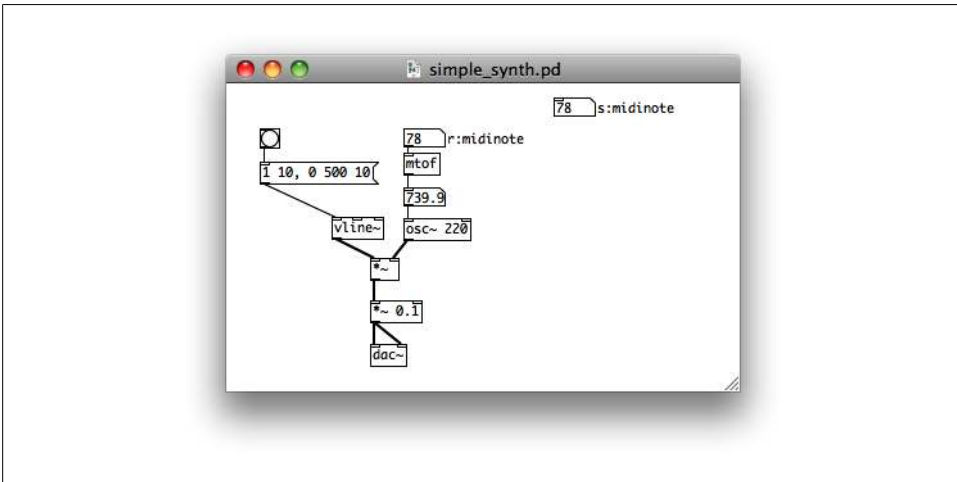 simple_synth.pd
78 s:midinote
78 r:midinote
mtof
1 10, 0 500 10
739.9
vline~
osc~ 220
*~
*~ 0.1
dac~